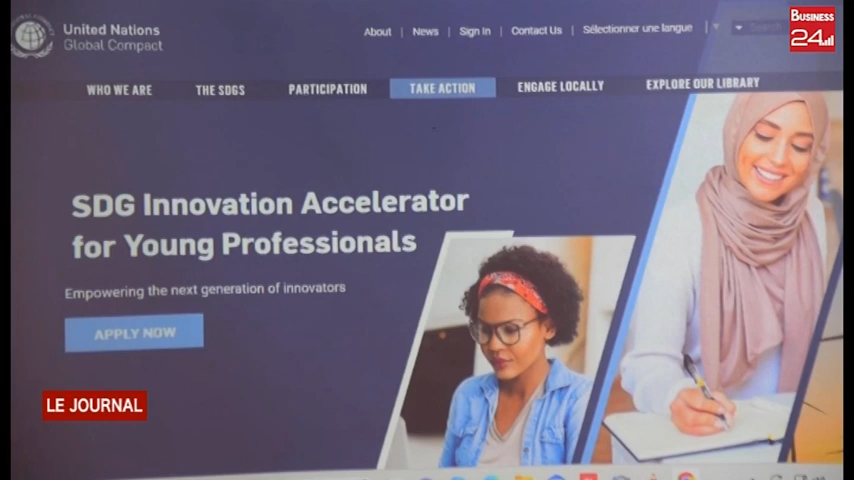 BUSINESS
24
United Nations
Global Compact
About | News | Sign In | Contact Us | Sélectionner une langue | Search
WHO WE ARE THE SDGS PARTICIPATION TAKE ACTION ENGAGE LOCALLY EXPLORE OUR LIBRARY
SDG Innovation Accelerator
for Young Professionals
Empowering the next generation of innovators
APPLY NOW
LE JOURNAL